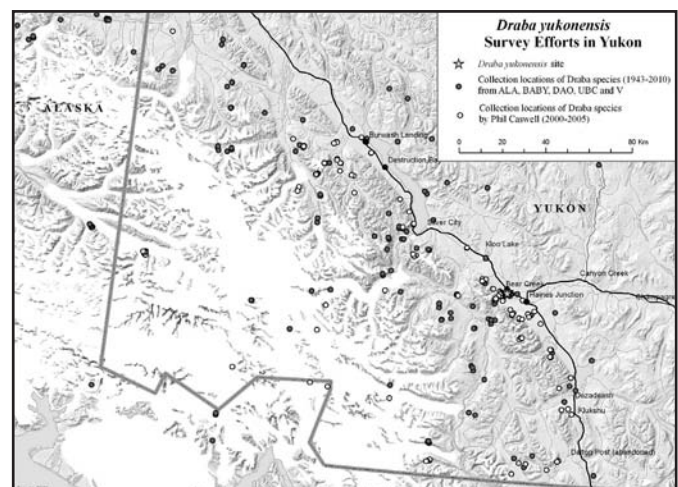 Draba yukonensis
Survey Efforts in Yukon
Draba yukonensis site
Collection locations of Draba species (1943-2010)
from ALA, BABY, DAO, UBC and V
Collection locations of Draba species
by Phil Caswell (2000-2005)
0 20 40 80 Km
ALASKA
Burwash Landing
Destruction Bay
YUKON
Silver City
Kloo Lake
Canyon Creek
Bear Creek
Haines Junction
Dezadeash
Klukshu
Dalton Post (abandoned)